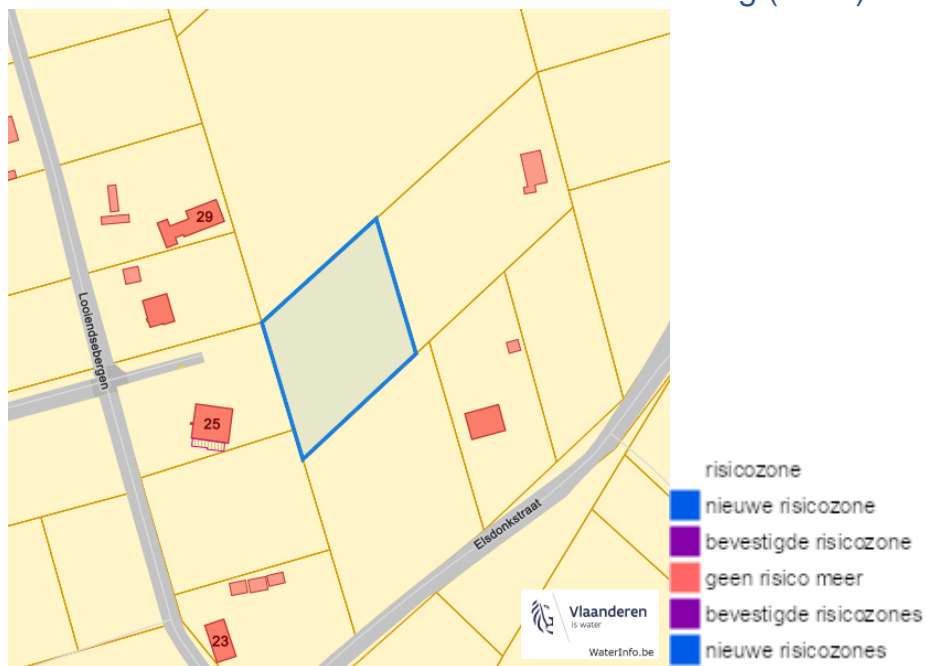 29
Looiendsebergen
25
Elsdonkstraat
23
Vlaanderen
is water
WaterInfo.be
risicozone
nieuwe risicozone
bevestigde risicozone
geen risico meer
bevestigde risicozones
nieuwe risicozones